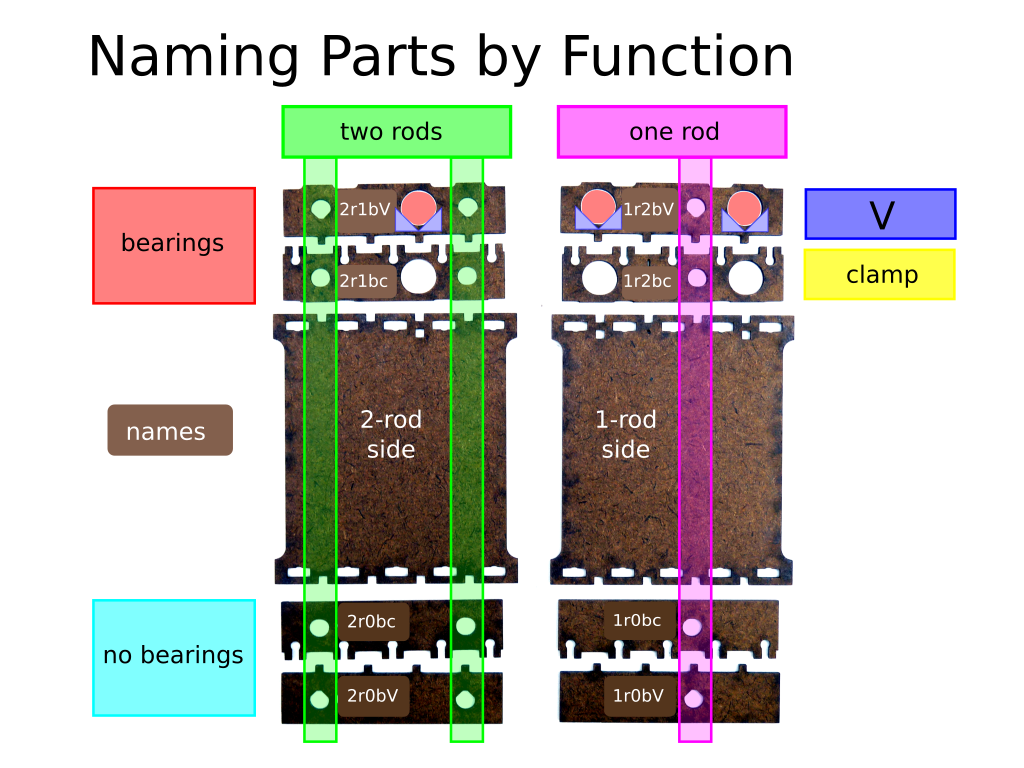 Naming Parts by Function
two rods
one rod
bearings
2r1bV
1r2bV
V
2r1bc
1r2bc
clamp
names
2-rod
side
1-rod
side
no bearings
2r0bc
1r0bc
2r0bV
1r0bV